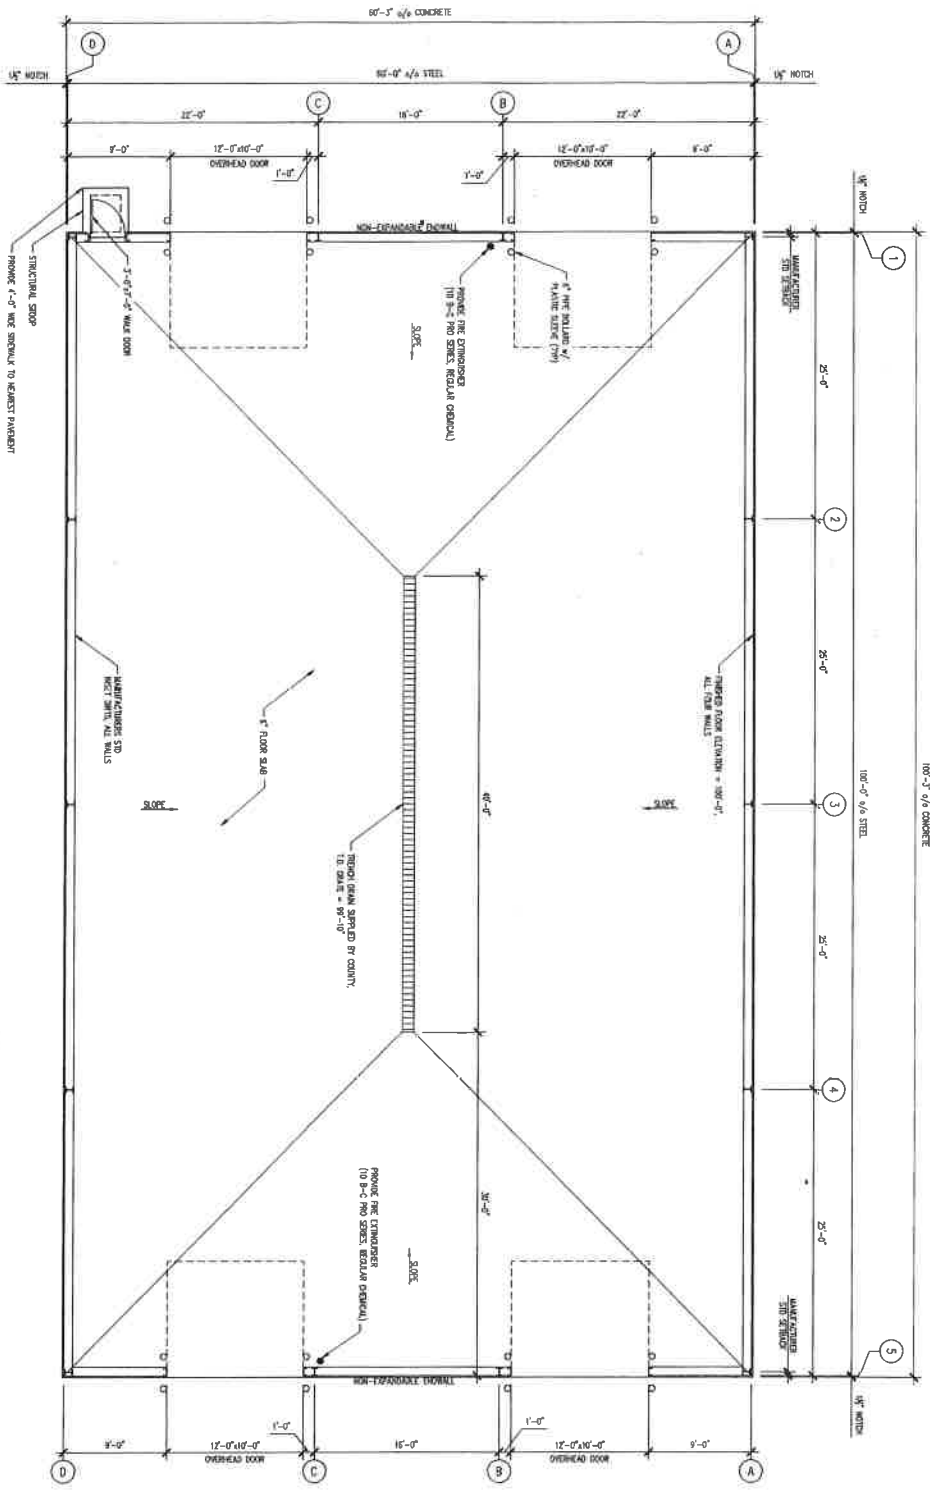 60'-3" o/o CONCRETE
D
A
1½" NOTCH
60'-0" o/o STEEL
1½" NOTCH
C
B
22'-0"
16'-0"
22'-0"
9'-0"
12'-0"x10'-0"
OVERHEAD DOOR
1'-0"
1'-0"
12'-0"x10'-0"
OVERHEAD DOOR
9'-0"
1½" NOTCH
NON-EXPANDABLE ENDWALL
1
MANUFACTURER
STD SETBACK
STRUCTURAL STOOP
PROVIDE 4'-0" WIDE SIDEWALK TO NEAREST PAVEMENT
3'-0"x7'-0" WALK DOOR
SLOPE
PROVIDE FIRE EXTINGUISHER
(10 B-C PRO SERIES, REGULAR CHEMICAL)
6" PIPE BOLLARD w/
PLASTIC SLEEVE (TYP)
25'-0"
2
25'-0"
MANUFACTURERS STD
INSET GIRTS, ALL WALLS
6" FLOOR SLAB
FINISHED FLOOR ELEVATION = 100'-0",
ALL FOUR WALLS
100'-3" o/o CONCRETE
100'-0" o/o STEEL
SLOPE
40'-0"
SLOPE
3
TRENCH DRAIN SUPPLIED BY COUNTY,
T.O. GRATE = 99'-10"
25'-0"
4
30'-0"
25'-0"
PROVIDE FIRE EXTINGUISHER
(10 B-C PRO SERIES, REGULAR CHEMICAL)
SLOPE
MANUFACTURER
STD SETBACK
5
NON-EXPANDABLE ENDWALL
1½" NOTCH
9'-0"
12'-0"x10'-0"
OVERHEAD DOOR
1'-0"
16'-0"
1'-0"
12'-0"x10'-0"
OVERHEAD DOOR
9'-0"
D
C
B
A